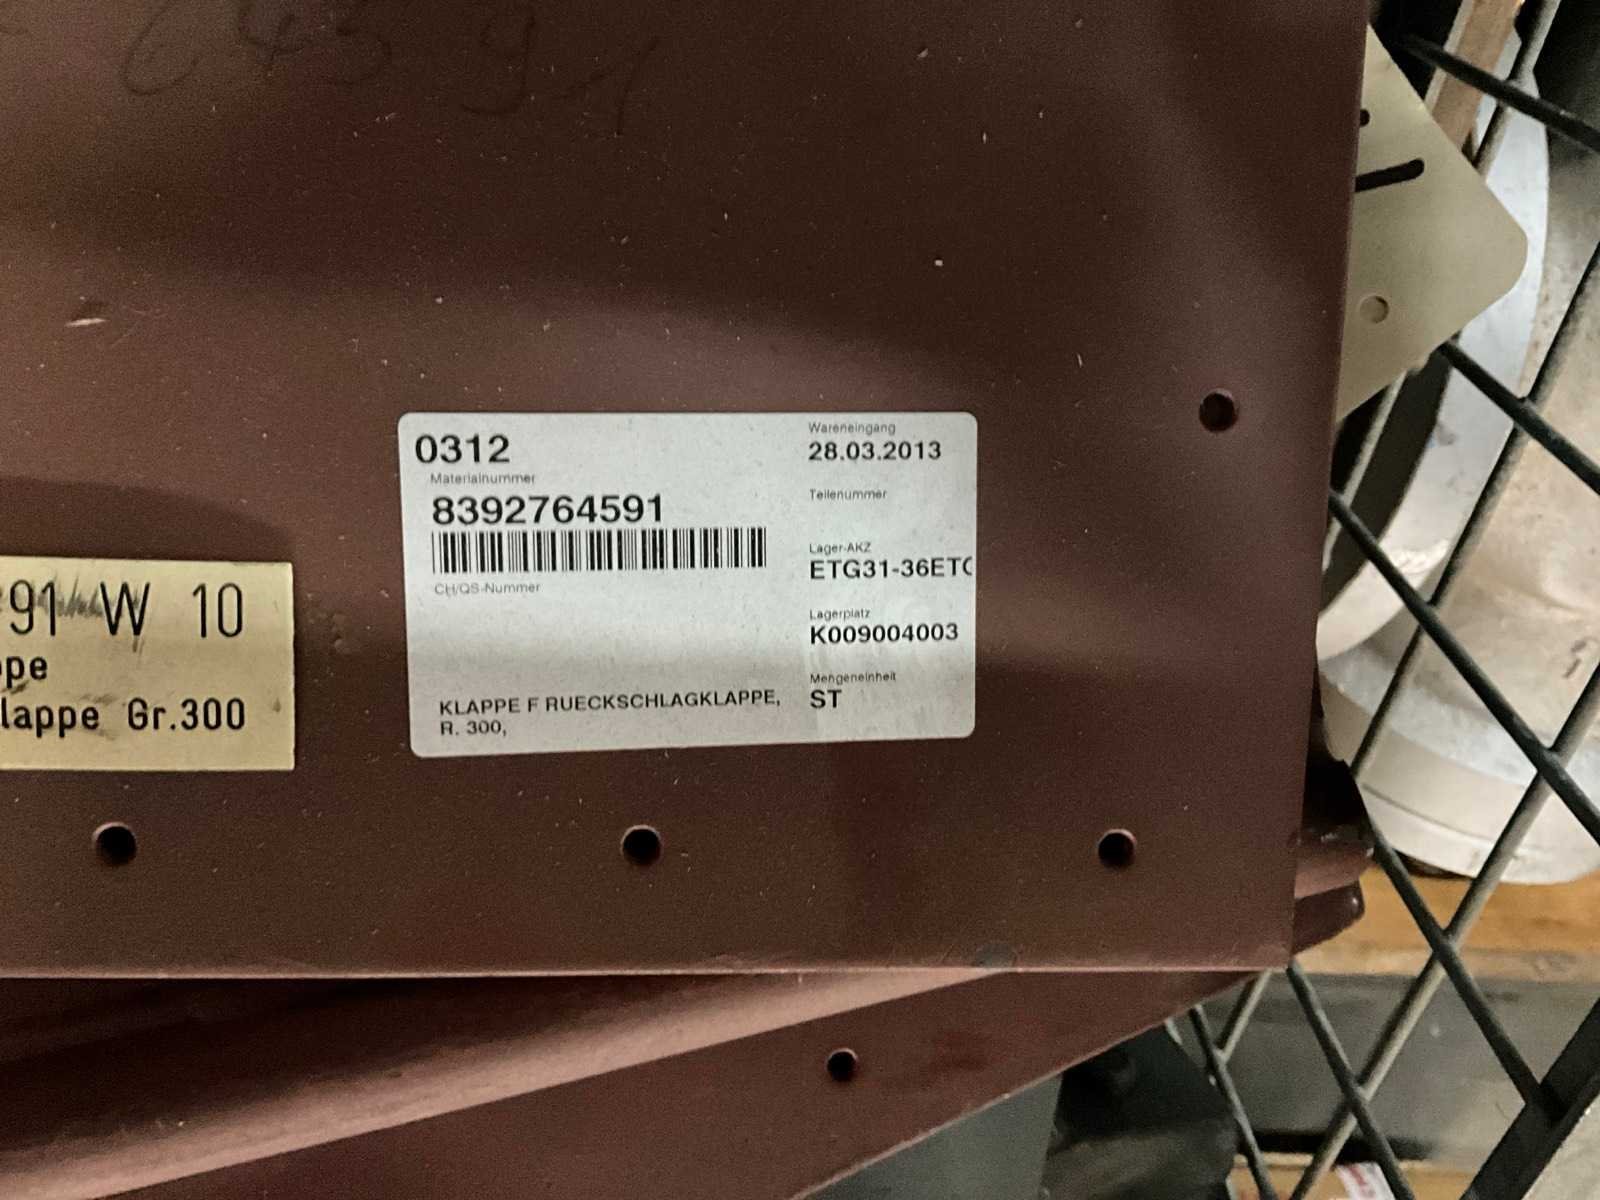 0312
Materialnummer
8392764591
CH/QS-Nummer
KLAPPE F RUECKSCHLAGKLAPPE,
R. 300,
Wareneingang
28.03.2013
Teilenummer
Lager-AKZ
ETG31-36ET
Lagerplatz
K009004003
Mengeneinheit
ST
91 W 10
ppe
lappe Gr.300